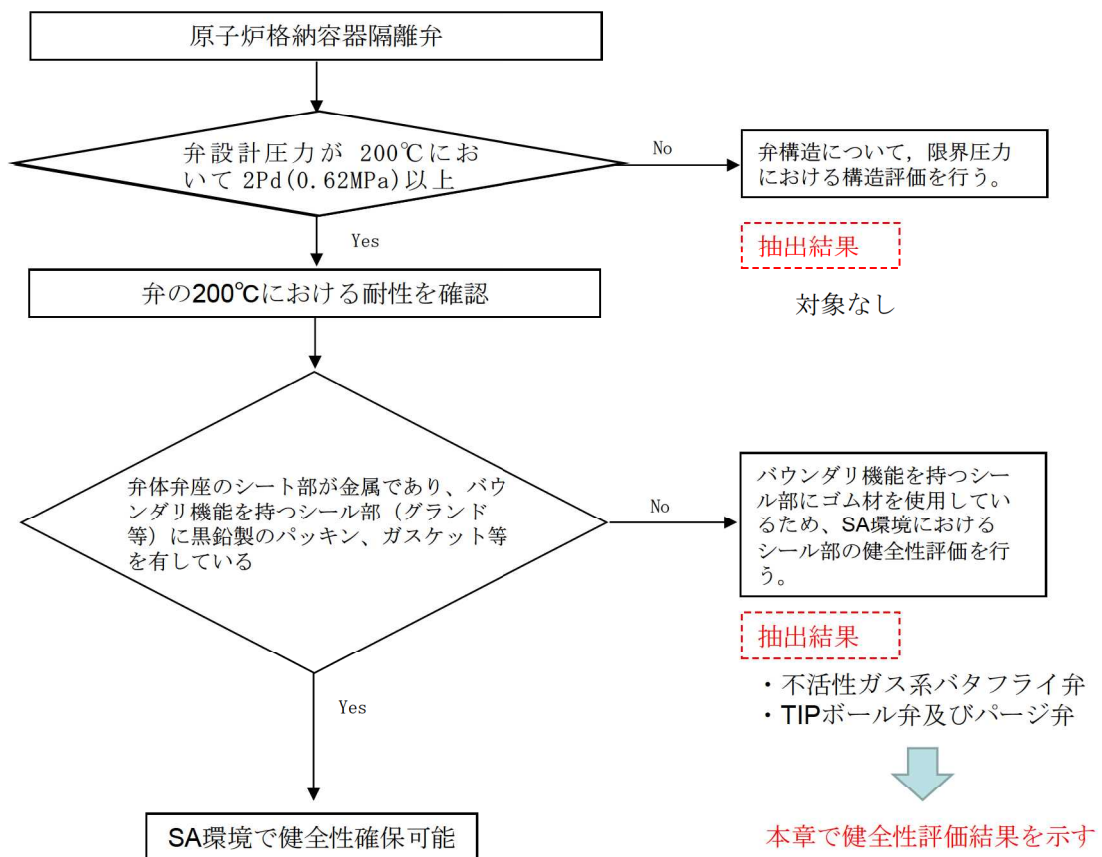 原子炉格納容器隔離弁
弁設計圧力が 200℃にお
いて 2Pd(0.62MPa)以上
No
弁構造について，限界圧力
における構造評価を行う。
抽出結果
対象なし
Yes
弁の200℃における耐性を確認
弁体弁座のシート部が金属であり、バウ
ンダリ機能を持つシール部（グランド
等）に黒鉛製のパッキン、ガスケット等
を有している
No
バウンダリ機能を持つシー
ル部にゴム材を使用してい
るため、SA環境における
シール部の健全性評価を行
う。
抽出結果
・不活性ガス系バタフライ弁
・TIPボール弁及びパージ弁
Yes
SA環境で健全性確保可能
本章で健全性評価結果を示す